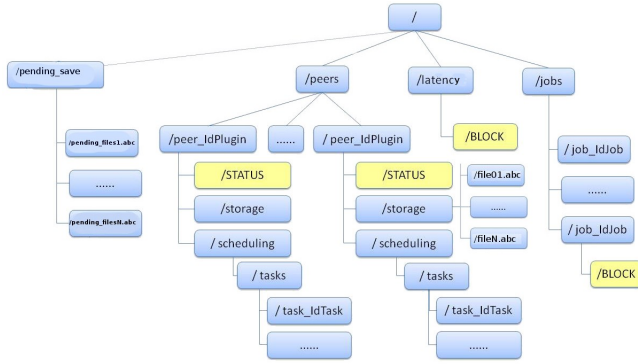 /
/pending_save
/peers
/latency
/jobs
/pending_files1.abc
......
/pending_filesN.abc
/peer_IdPlugin
......
/ peer_IdPlugin
/BLOCK
/ job_IdJob
......
/ job_IdJob
/BLOCK
/STATUS
/storage
/ scheduling
/ tasks
/ task_IdTask
......
/STATUS
/storage
/ scheduling
/file01.abc
......
/fileN.abc
/ tasks
/ task_IdTask
......